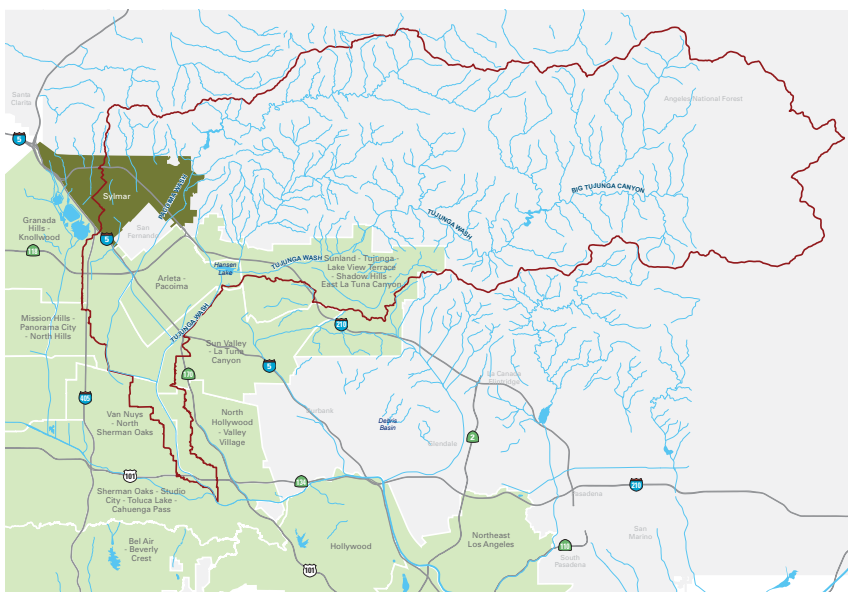 Santa
Clarita
Angeles National Forest
5
Sylmar
PACOIMA WASH
BIG TUJUNGA CANYON
Granada
Hills -
Knollwood
San
Fernando
TUJUNGA WASH
5
118
Hansen
Lake
TUJUNGA WASH
Sunland - Tujunga -
Lake View Terrace
- Shadow Hills -
East La Tuna Canyon
Arleta -
Pacoima
Mission Hills -
Panorama City
- North Hills
TUJUNGA WASH
210
Sun Valley
- La Tuna
Canyon
5
170
La Canada
Flintridge
405
Van Nuys
- North
Sherman Oaks
North
Hollywood
- Valley
Village
Burbank
Debris
Basin
Glendale
2
101
134
210
Sherman Oaks - Studio
City - Toluca Lake -
Cahuenga Pass
Pasadena
Bel Air
- Beverly
Crest
Hollywood
Northeast
Los Angeles
San
Marino
110
South
Pasadena
101